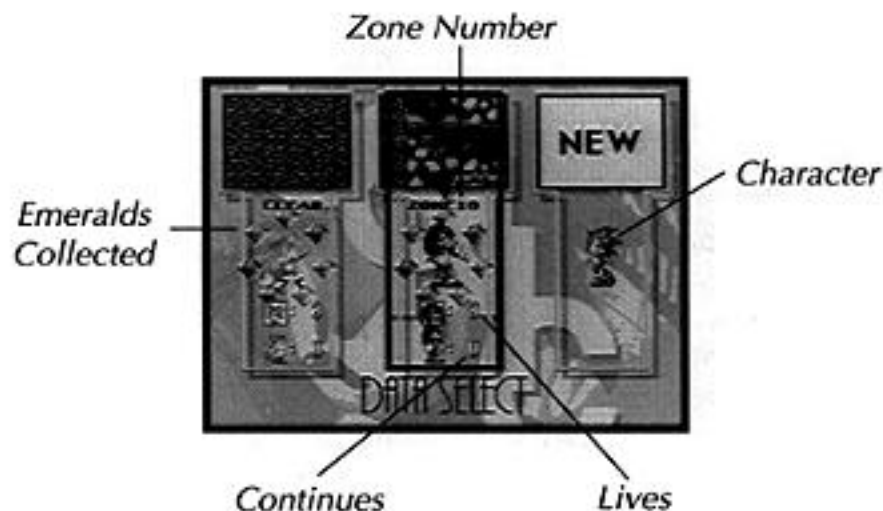 Zone Number
NEW
Character
Emeralds
Collected
CLEAR
ZONE 10
DATA SELECT
Continues
Lives